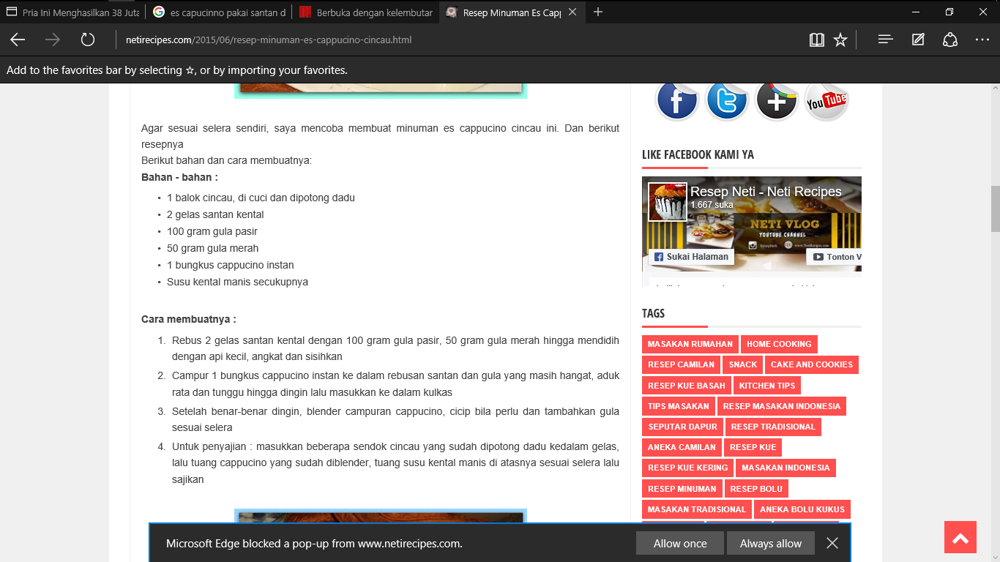 Pria Ini Menghasilkan 38 Juta
es capucinno pakai santan d
Berbuka dengan kelembutan
Resep Minuman Es Capp
netirecipes.com/2015/06/resep-minuman-es-cappucino-cincau.html
Add to the favorites bar by selecting ☆, or by importing your favorites.
Agar sesuai selera sendiri, saya mencoba membuat minuman es cappucino cincau ini. Dan berikut
resepnya
Berikut bahan dan cara membuatnya:
Bahan - bahan :
• 1 balok cincau, di cuci dan dipotong dadu
• 2 gelas santan kental
• 100 gram gula pasir
• 50 gram gula merah
• 1 bungkus cappucino instan
• Susu kental manis secukupnya
Cara membuatnya :
1. Rebus 2 gelas santan kental dengan 100 gram gula pasir, 50 gram gula merah hingga mendidih
dengan api kecil, angkat dan sisihkan
2. Campur 1 bungkus cappucino instan ke dalam rebusan santan dan gula yang masih hangat, aduk
rata dan tunggu hingga dingin lalu masukkan ke dalam kulkas
3. Setelah benar-benar dingin, blender campuran cappucino, cicip bila perlu dan tambahkan gula
sesuai selera
4. Untuk penyajian : masukkan beberapa sendok cincau yang sudah dipotong dadu kedalam gelas,
lalu tuang cappucino yang sudah diblender, tuang susu kental manis di atasnya sesuai selera lalu
sajikan
You Tube
LIKE FACEBOOK KAMI YA
Resep Neti - Neti Recipes
1.667 suka
NETI VLOG
YOUTUBE CHANNEL
Sukai Halaman
Tonton V
TAGS
MASAKAN RUMAHAN HOME COOKING
RESEP CAMILAN SNACK CAKE AND COOKIES
RESEP KUE BASAH KITCHEN TIPS
TIPS MASAKAN RESEP MASAKAN INDONESIA
SEPUTAR DAPUR RESEP TRADISIONAL
ANEKA CAMILAN RESEP KUE
RESEP KUE KERING MASAKAN INDONESIA
RESEP MINUMAN RESEP BOLU
MASAKAN TRADISIONAL ANEKA BOLU KUKUS
Microsoft Edge blocked a pop-up from www.netirecipes.com.
Allow once
Always allow